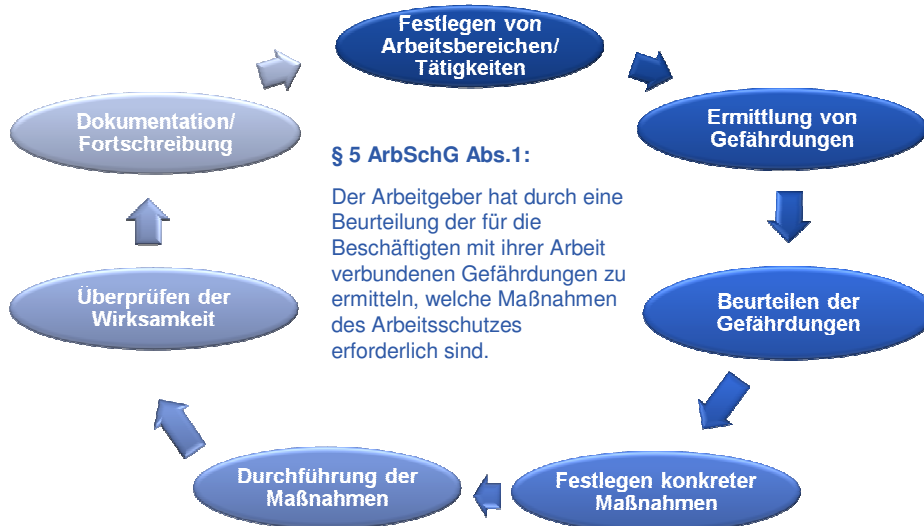 Festlegen von
Arbeitsbereichen/
Tätigkeiten
Ermittlung von
Gefährdungen
Beurteilen der
Gefährdungen
Festlegen konkreter
Maßnahmen
Durchführung der
Maßnahmen
Überprüfen der
Wirksamkeit
Dokumentation/
Fortschreibung
§ 5 ArbSchG Abs.1:
Der Arbeitgeber hat durch eine
Beurteilung der für die
Beschäftigten mit ihrer Arbeit
verbundenen Gefährdungen zu
ermitteln, welche Maßnahmen
des Arbeitsschutzes
erforderlich sind.